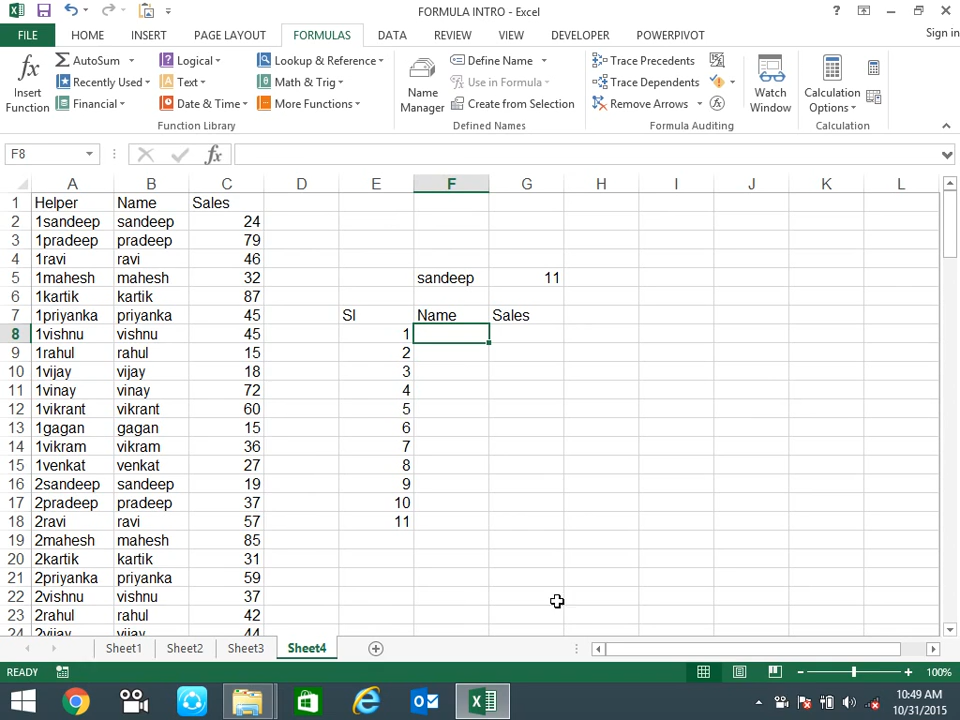 FORMULA INTRO - Excel
?
FILE HOME INSERT PAGE LAYOUT FORMULAS DATA REVIEW VIEW DEVELOPER POWERPIVOT Sign in
fx Insert Function
AutoSum Recently Used Financial
Logical Text Date & Time
Lookup & Reference Math & Trig More Functions
Function Library
Name Manager
Define Name Use in Formula Create from Selection
Defined Names
Trace Precedents Trace Dependents Remove Arrows
Formula Auditing
Watch Window
Calculation Options
Calculation
F8 fx
A B C D E F G H I J K L
1 Helper Name Sales
2 1sandeep sandeep 24
3 1pradeep pradeep 79
4 1ravi ravi 46
5 1mahesh mahesh 32 sandeep 11
6 1kartik kartik 87
7 1priyanka priyanka 45 Sl Name Sales
8 1vishnu vishnu 45 1
9 1rahul rahul 15 2
10 1vijay vijay 18 3
11 1vinay vinay 72 4
12 1vikrant vikrant 60 5
13 1gagan gagan 15 6
14 1vikram vikram 36 7
15 1venkat venkat 27 8
16 2sandeep sandeep 19 9
17 2pradeep pradeep 37 10
18 2ravi ravi 57 11
19 2mahesh mahesh 85
20 2kartik kartik 31
21 2priyanka priyanka 59
22 2vishnu vishnu 37
23 2rahul rahul 42
24 2vijay vijay 44
Sheet1 Sheet2 Sheet3 Sheet4
READY 100%
10:49 AM
10/31/2015